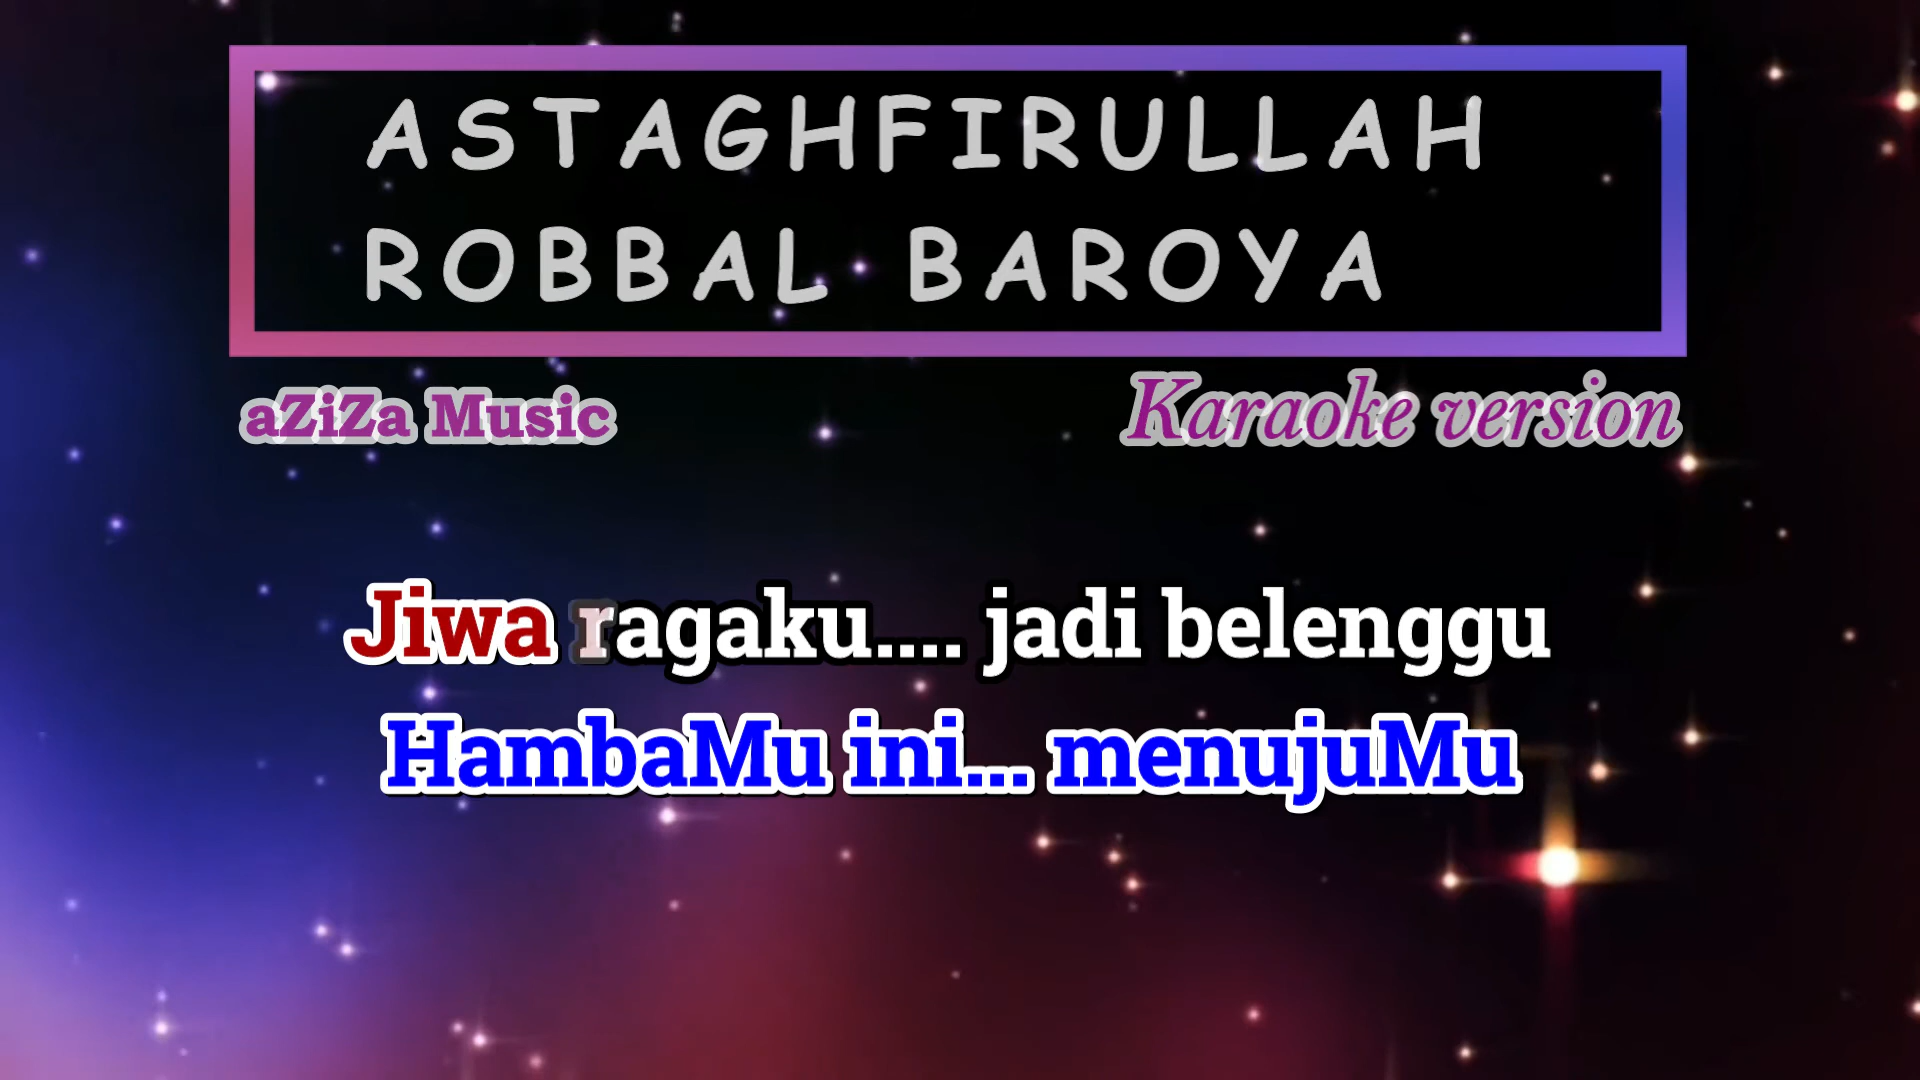 ASTAGHFIRULLAH
ROBBAL BAROYA
aZiZa Music
Karaoke version
Jiwa ragaku.... jadi belenggu
HambaMu ini... menujuMu